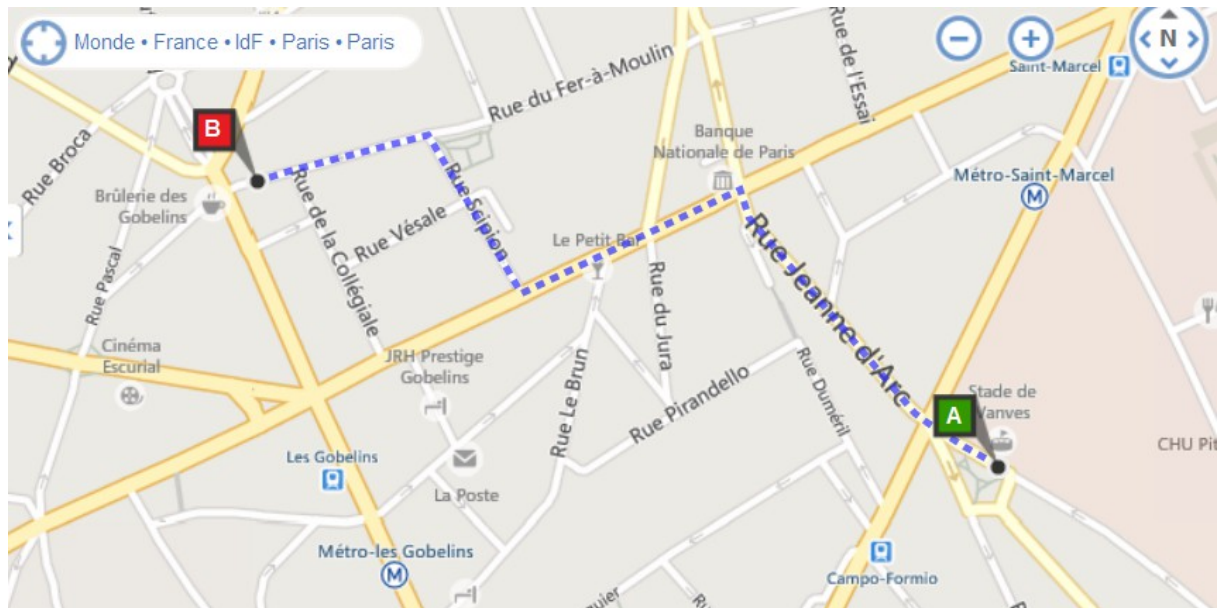 Monde • France • IdF • Paris • Paris
N
Saint-Marcel
Rue de l'Essai
Rue du Fer-à-Moulin
B
Banque
Nationale de Paris
Rue Broca
Métro-Saint-Marcel
M
Brûlerie des
Gobelins
Rue de la Collégiale
Rue Scipion
Rue Vésale
Le Petit Bar
Rue Jeanne d'Arc
Rue Pascal
Rue du Jura
Cinéma
Escurial
JRH Prestige
Gobelins
Rue Le Brun
Rue Pirandello
Rue Duméril
Stade de
Vanves
A
CHU Pit
Les Gobelins
La Poste
Métro-les Gobelins
M
Campo-Formio